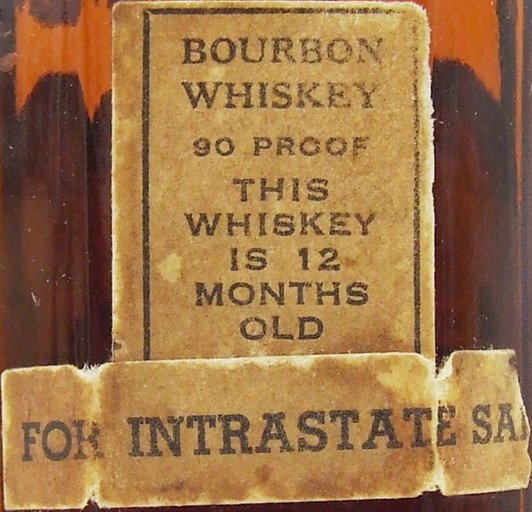 BOURBON
WHISKEY
90 PROOF
THIS
WHISKEY
IS 12
MONTHS
OLD
FOR INTRASTATE